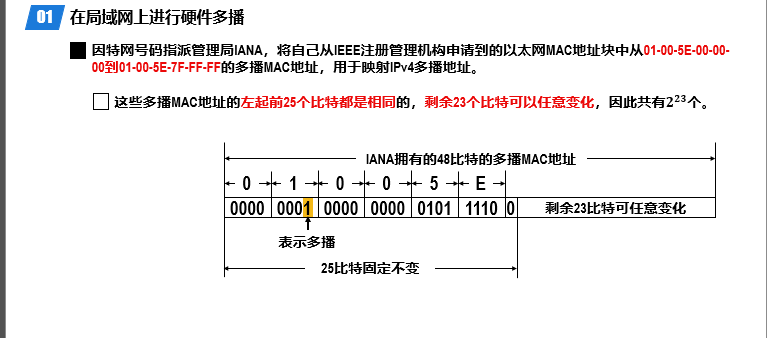 01 在局域网上进行硬件多播
因特网号码指派管理局IANA，将自己从IEEE注册管理机构申请到的以太网MAC地址块中从01-00-5E-00-00-
00到01-00-5E-7F-FF-FF的多播MAC地址，用于映射IPv4多播地址。
这些多播MAC地址的左起前25个比特都是相同的，剩余23个比特可以任意变化，因此共有2²³个。
IANA拥有的48比特的多播MAC地址
0 1 0 0 5 E
0000 0001 0000 0000 0101 1110 0 剩余23比特可任意变化
表示多播
25比特固定不变